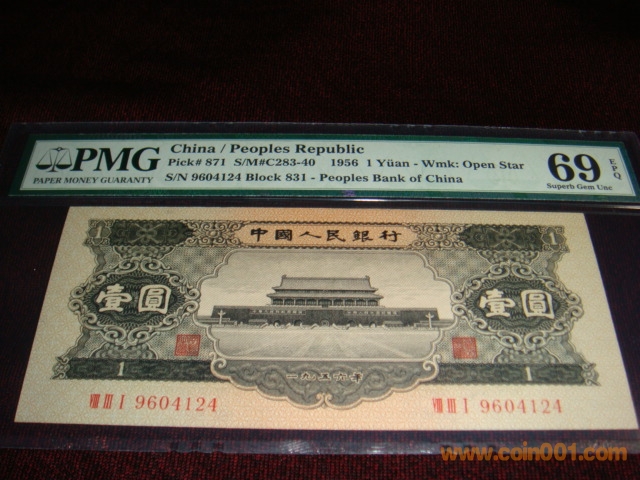 PMG
PAPER MONEY GUARANTY
China / Peoples Republic
Pick# 871 S/M#C283-40 1956 1 Yüan - Wmk: Open Star
S/N 9604124 Block 831 - Peoples Bank of China
69
EPQ
Superb Gem Unc
1 中國人民銀行 1
壹圓 壹圓
1 一九五六年 1
VIII III I 9604124 VIII III I 9604124
www.coin001.com